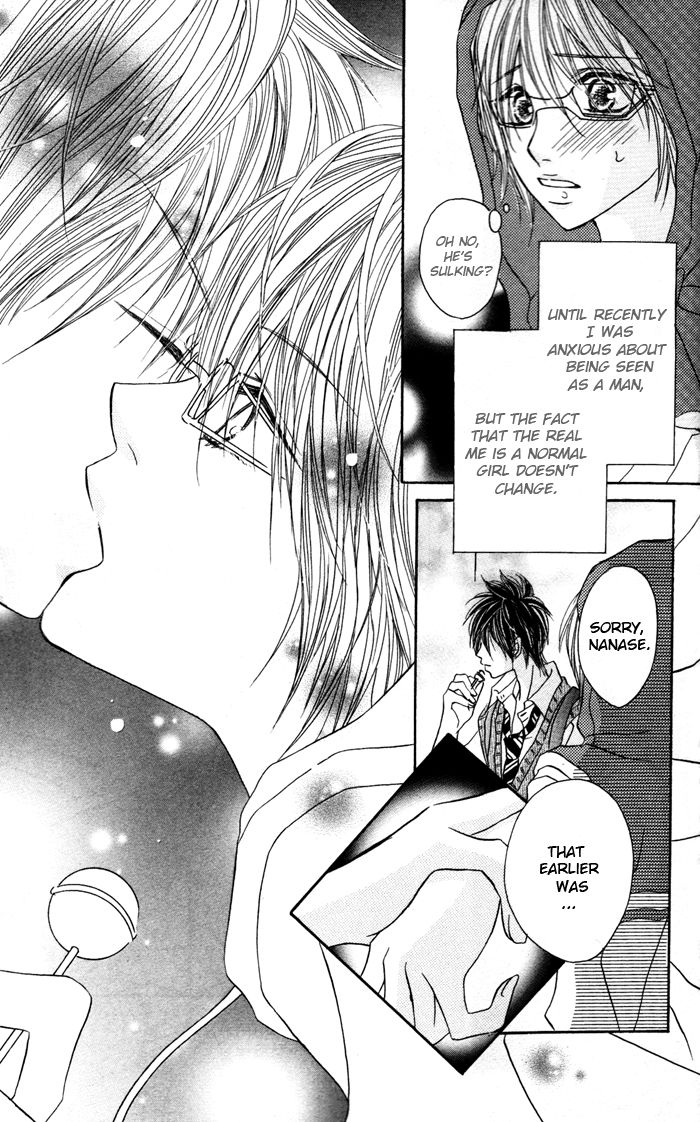 OH NO,
HE'S
SULKING?
UNTIL RECENTLY
I WAS
ANXIOUS ABOUT
BEING SEEN
AS A MAN,
BUT THE FACT
THAT THE REAL
ME IS A NORMAL
GIRL DOESN'T
CHANGE.
SORRY,
NANASE.
THAT
EARLIER
WAS
...